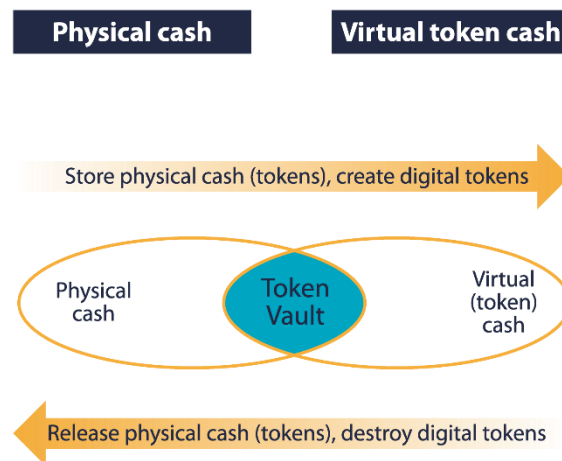 Physical cash
Virtual token cash
Store physical cash (tokens), create digital tokens
Physical
cash
Token
Vault
Virtual
(token)
cash
Release physical cash (tokens), destroy digital tokens